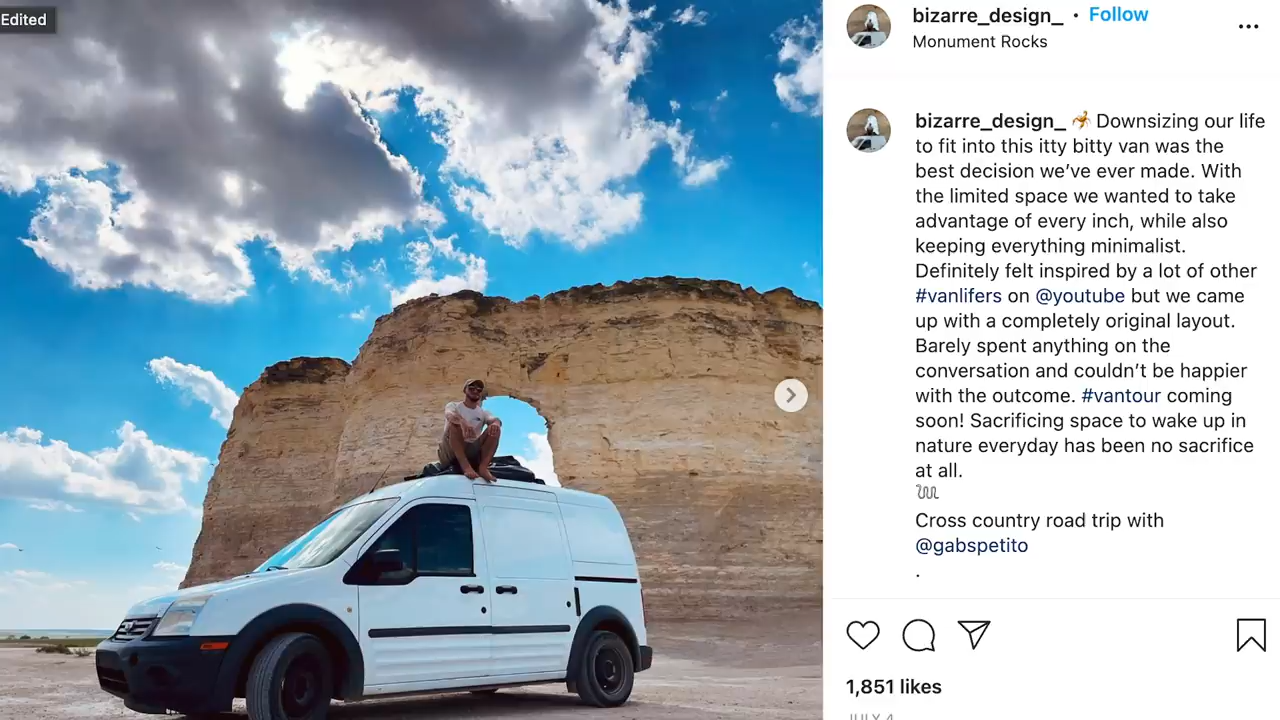 Edited
bizarre_design_ • Follow
Monument Rocks
bizarre_design_ Downsizing our life
to fit into this itty bitty van was the
best decision we've ever made. With
the limited space we wanted to take
advantage of every inch, while also
keeping everything minimalist.
Definitely felt inspired by a lot of other
#vanlifers on @youtube but we came
up with a completely original layout.
Barely spent anything on the
conversation and couldn't be happier
with the outcome. #vantour coming
soon! Sacrificing space to wake up in
nature everyday has been no sacrifice
at all.
Cross country road trip with
@gabspetito
.
1,851 likes
JULY 4